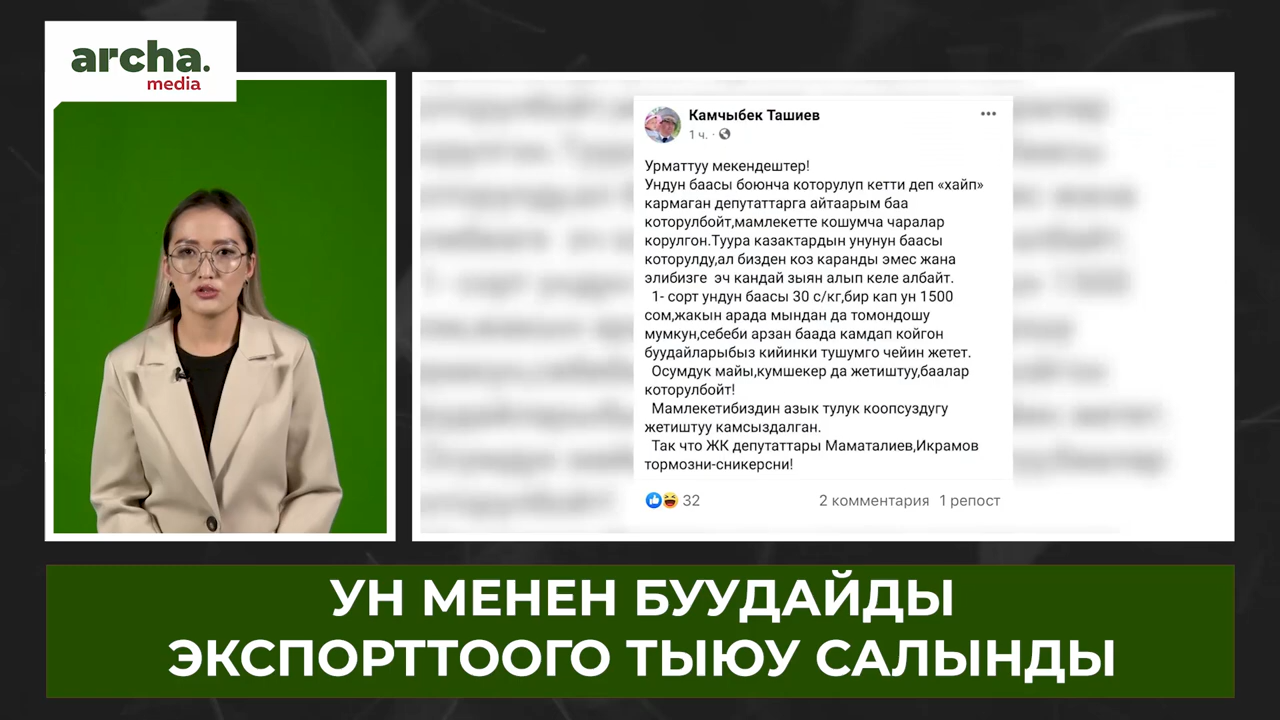 archa.
media
Камчыбек Ташиев
1 ч. ·
Урматтуу мекендештер!
Ундун баасы боюнча которулуп кетти деп «хайп»
кармаган депутаттарга айтаарым баа
которулбойт,мамлекетте кошумча чаралар
корулгон.Туура казактардын унунун баасы
которулду,ал бизден коз каранды эмес жана
элибизге эч кандай зыян алып келе албайт.
1- сорт ундун баасы 30 с/кг,бир кап ун 1500
сом,жакын арада мындан да томондошу
мумкун,себеби арзан баада камдап койгон
буудайларыбыз кийинки тушумго чейин жетет.
Осумдук майы,кумшекер да жетиштуу,баалар
которулбойт!
Мамлекетибиздин азык тулук коопсуздугу
жетиштуу камсыздалган.
Так что ЖК депутаттары Маматалиев,Икрамов
тормозни-сникерсни!
32
2 комментария 1 репост
УН МЕНЕН БУУДАЙДЫ
ЭКСПОРТТООГО ТЫЮУ САЛЫНДЫ